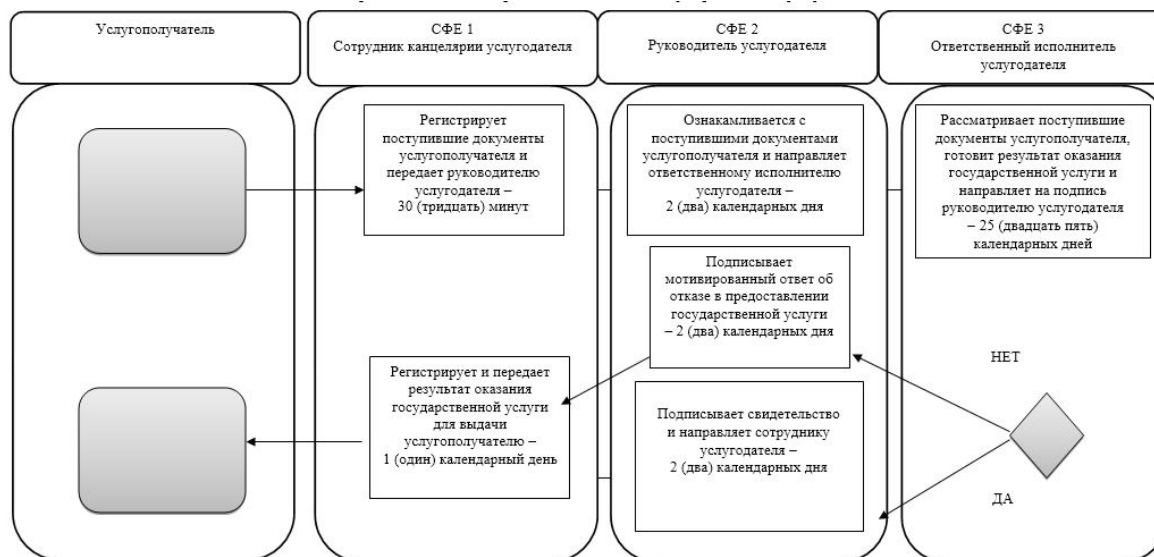 Услугополучатель
СФЕ 1
Сотрудник канцелярии услугодателя
СФЕ 2
Руководитель услугодателя
СФЕ 3
Ответственный исполнитель
услугодателя
Регистрирует
поступившие документы
услугополучателя и
передает руководителю
услугодателя –
30 (тридцать) минут
Ознакамливается с
поступившими документами
услугополучателя и направляет
ответственному исполнителю
услугодателя –
2 (два) календарных дня
Рассматривает поступившие
документы услугополучателя,
готовит результат оказания
государственной услуги и
направляет на подпись
руководителю услугодателя
– 25 (двадцать пять)
календарных дней
Подписывает
мотивированный ответ об
отказе в предоставлении
государственной услуги
– 2 (два) календарных дня
НЕТ
Регистрирует и передает
результат оказания
государственной услуги
для выдачи
услугополучателю –
1 (один) календарный день
Подписывает свидетельство
и направляет сотруднику
услугодателя –
2 (два) календарных дня
ДА